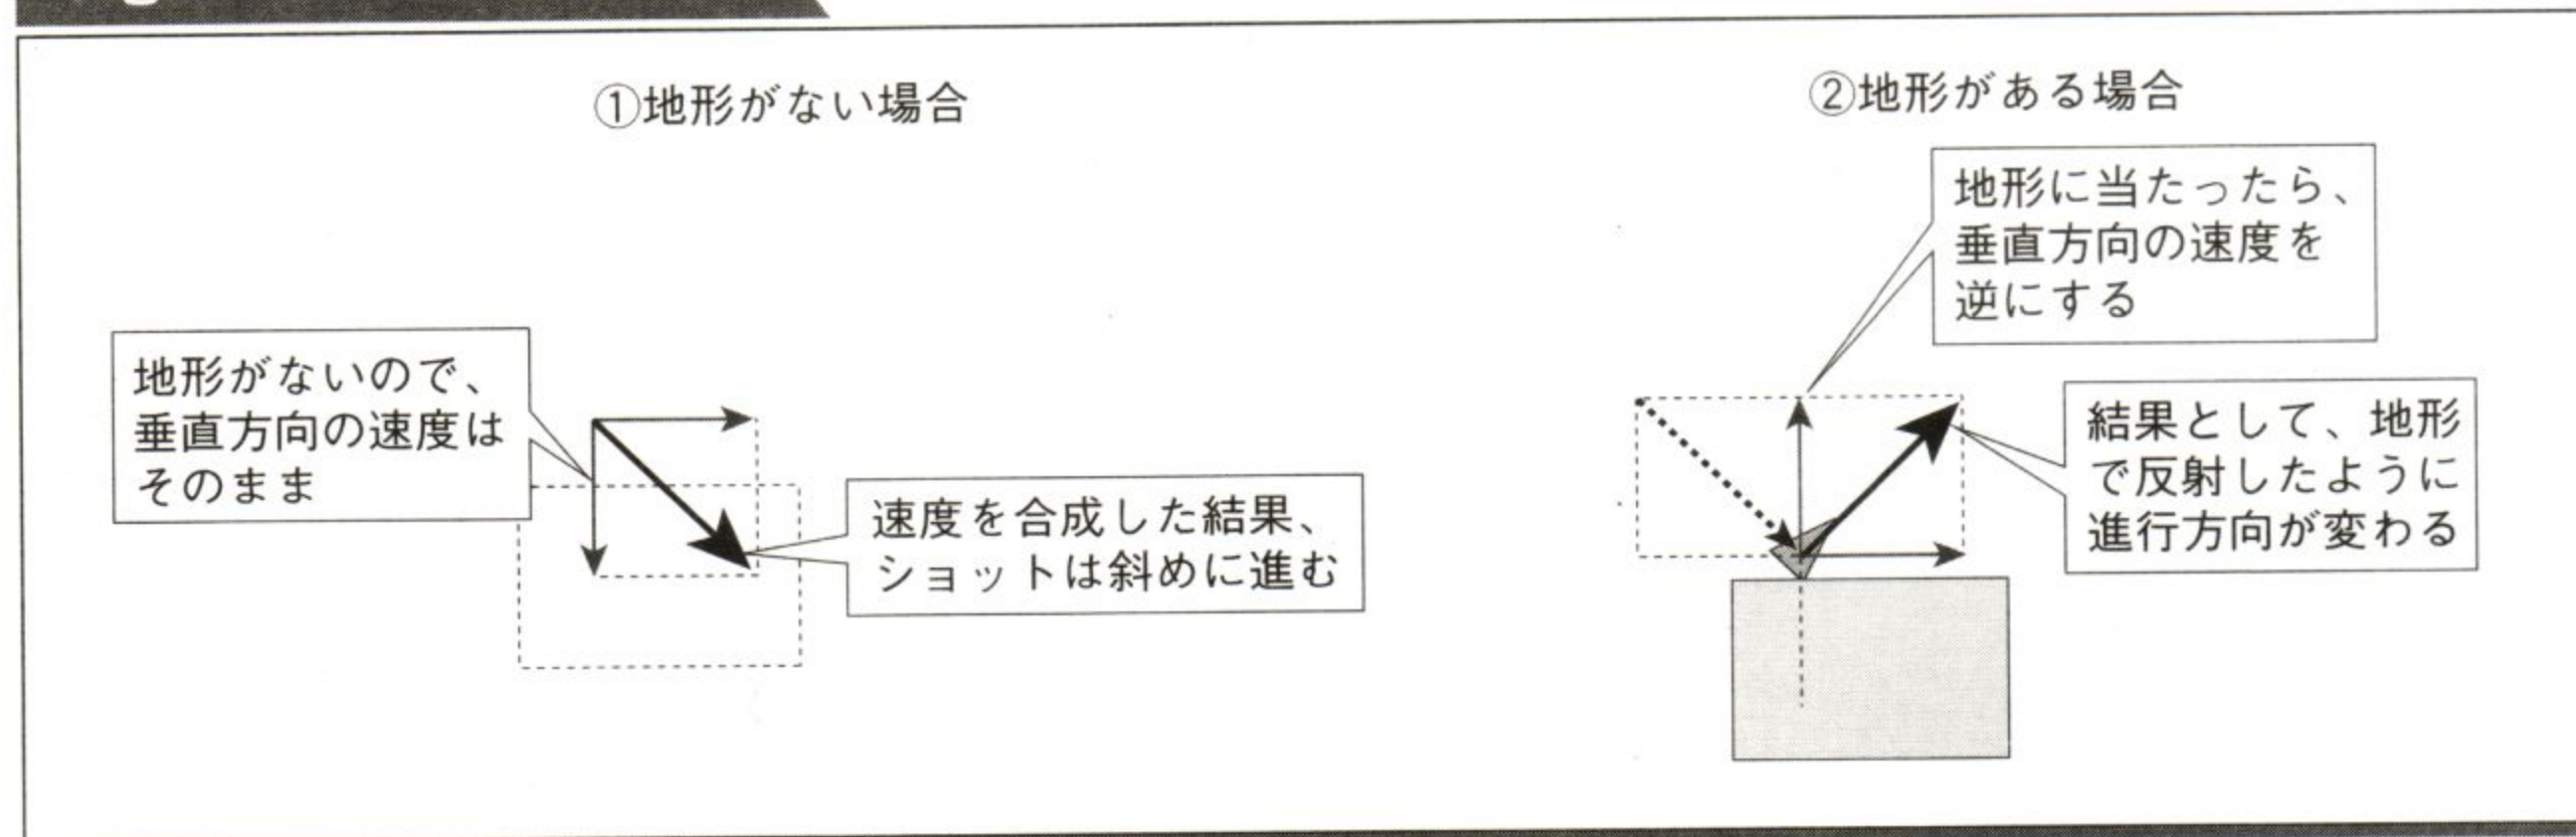 ①地形がない場合
地形がないので、
垂直方向の速度は
そのまま
速度を合成した結果、
ショットは斜めに進む
②地形がある場合
地形に当たったら、
垂直方向の速度を
逆にする
結果として、地形
で反射したように
進行方向が変わる